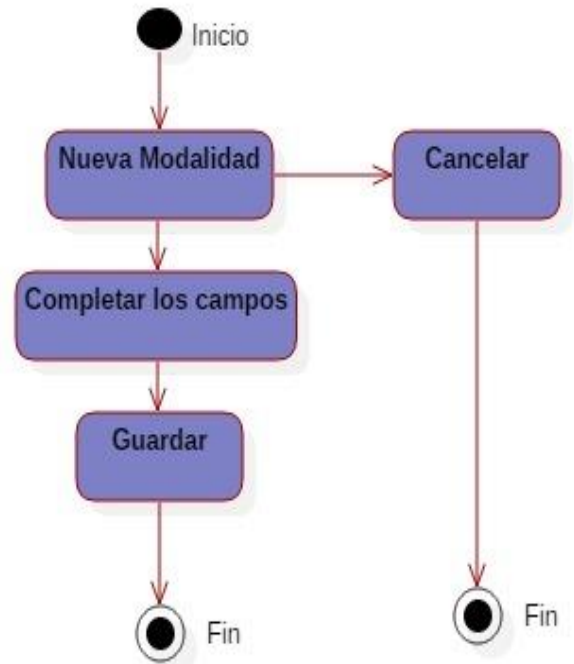 Inicio
Nueva Modalidad
Cancelar
Completar los campos
Guardar
Fin
Fin